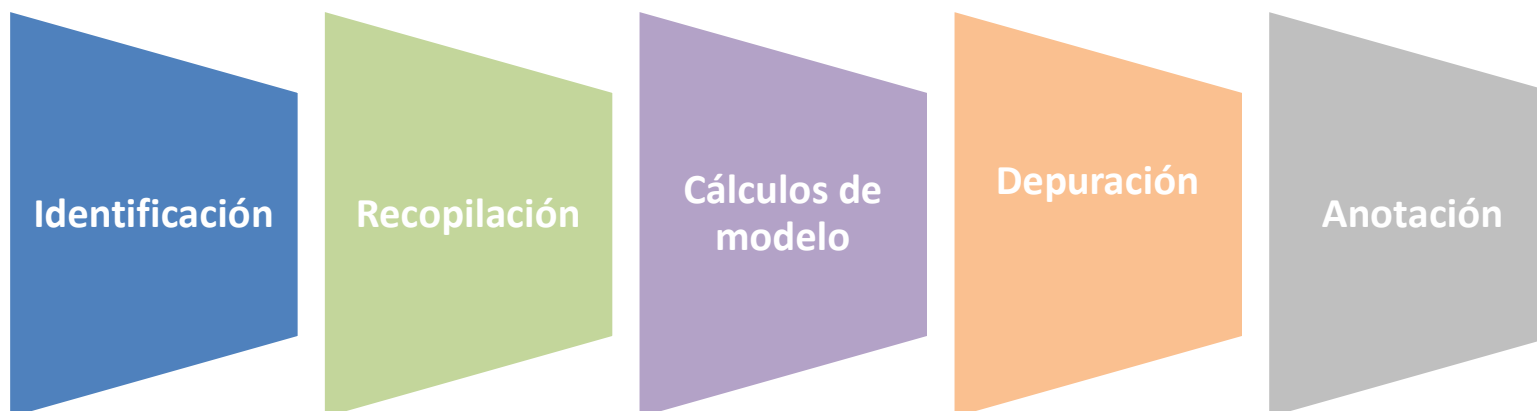 Identificación
Recopilación
Cálculos de
modelo
Depuración
Anotación